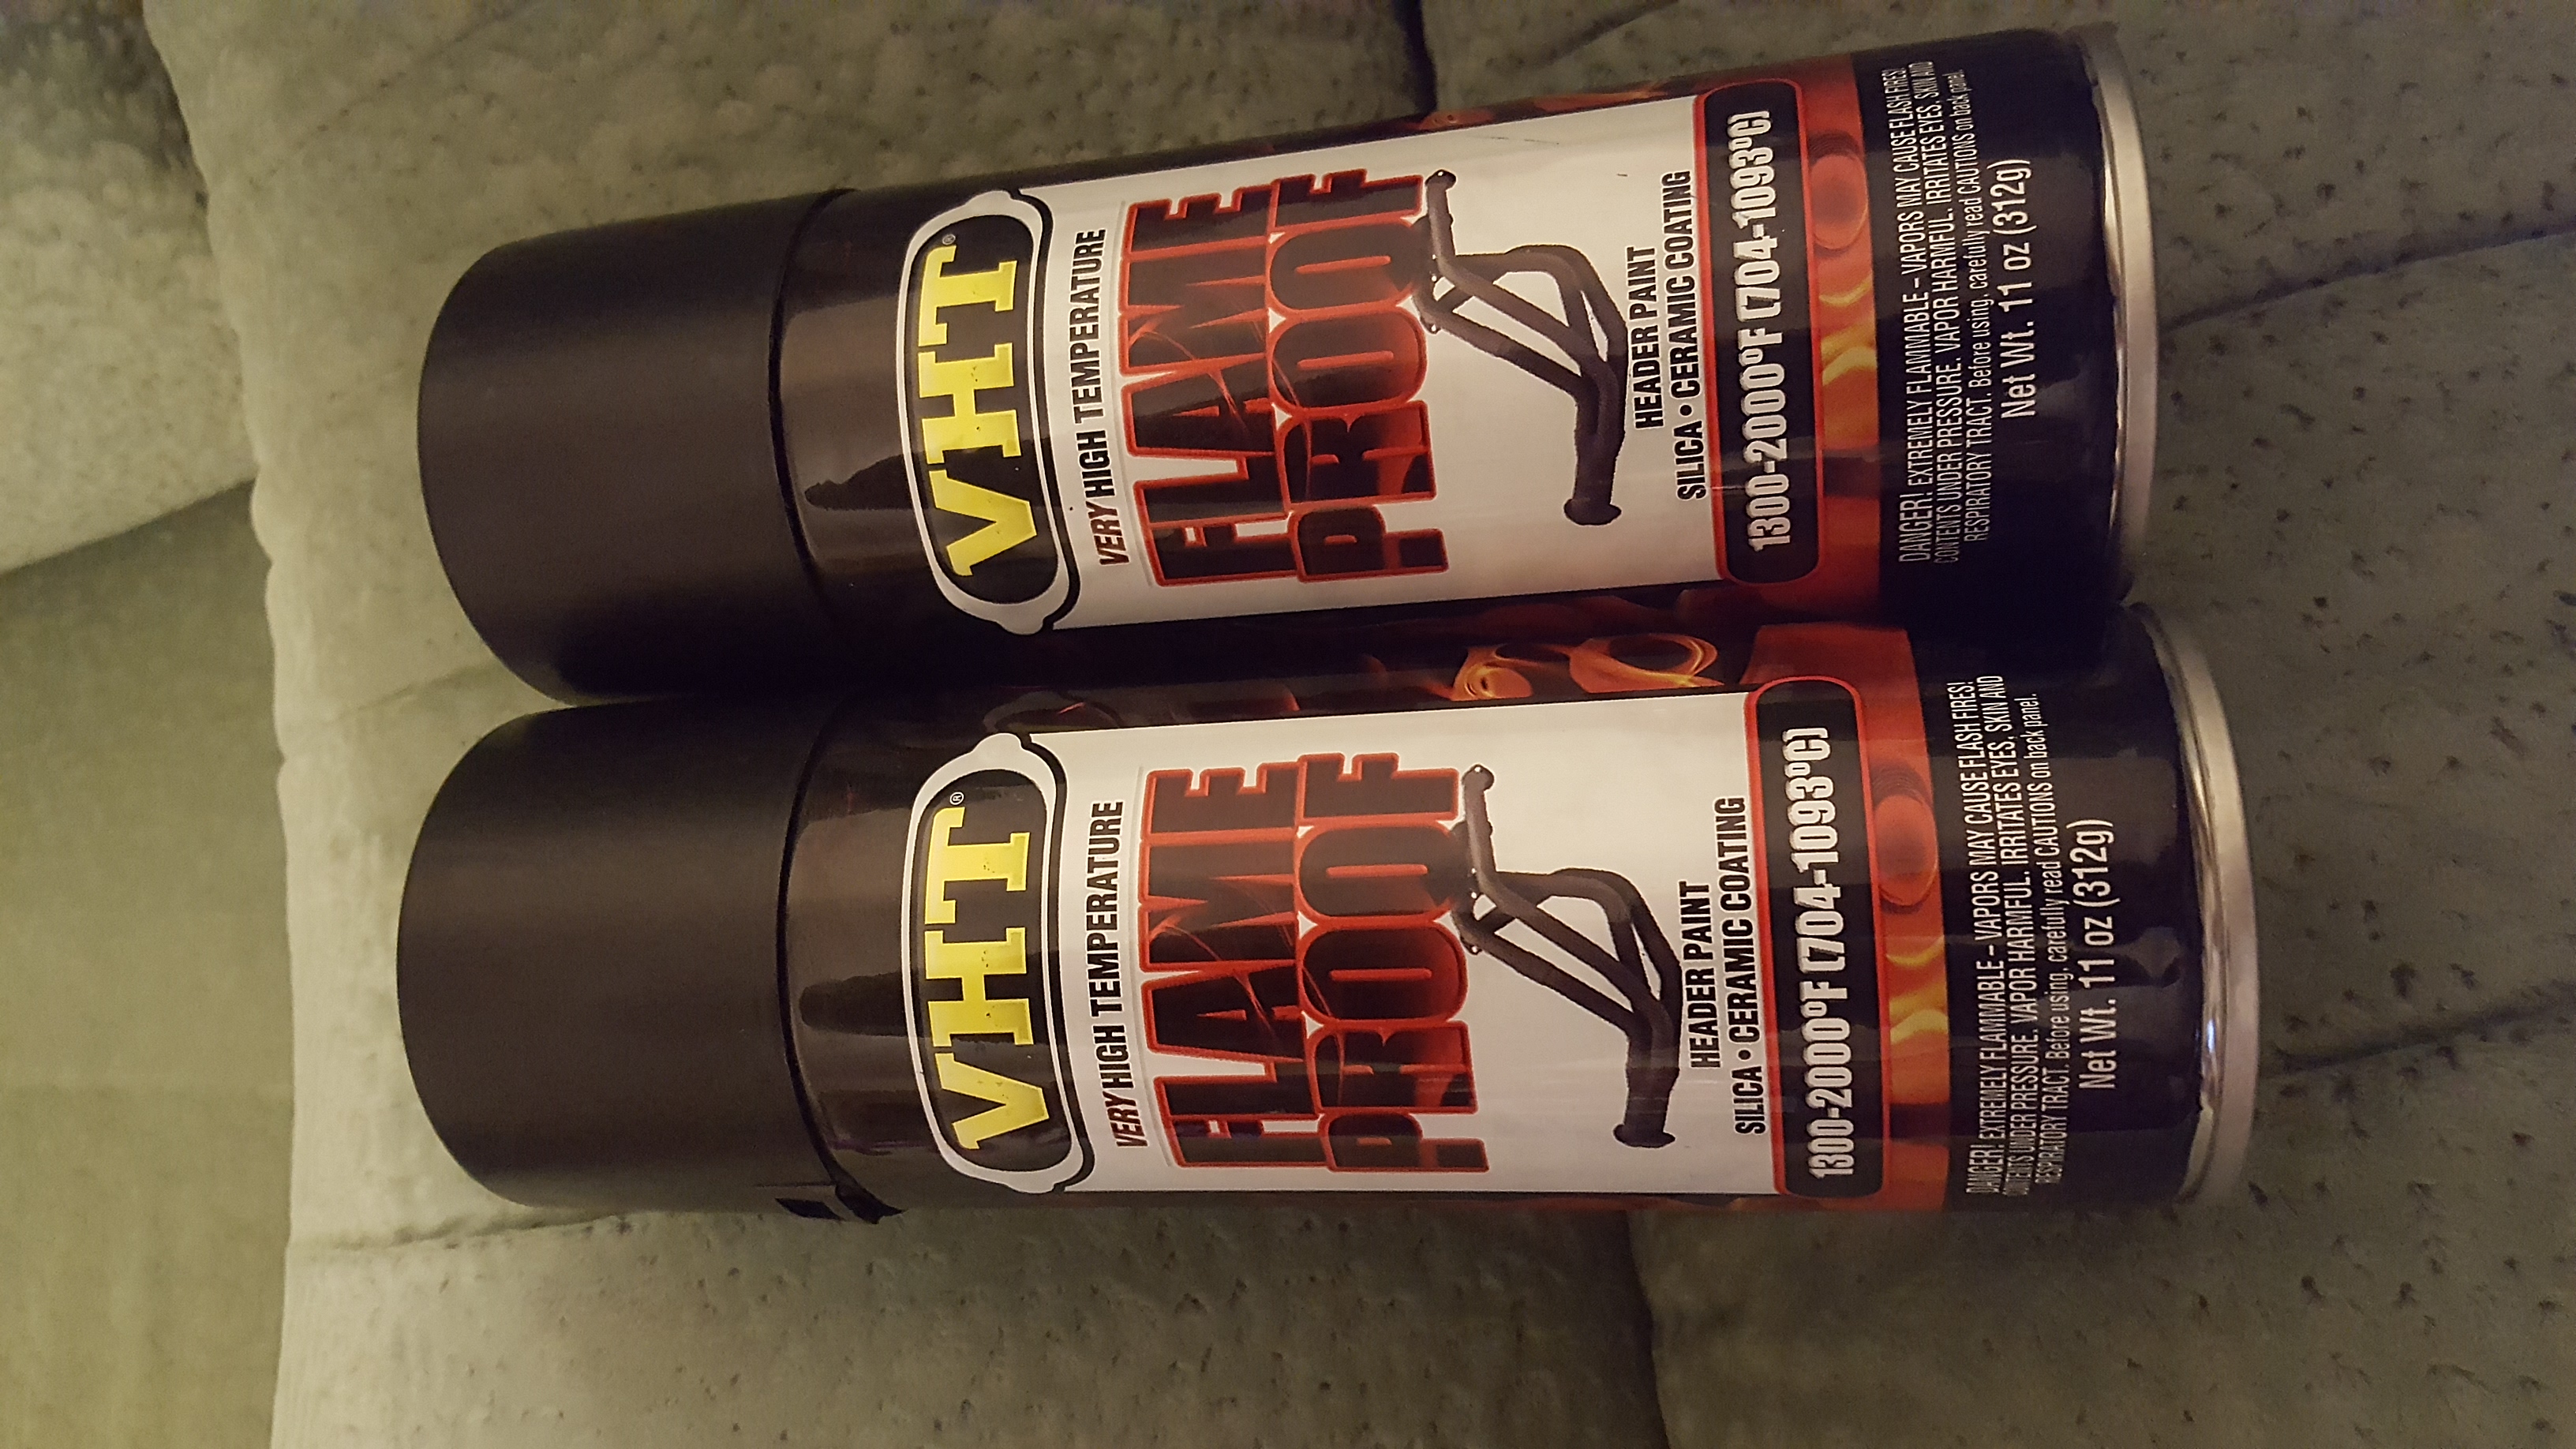 VHT®
VERY HIGH TEMPERATURE
FLAME
PROOF
HEADER PAINT
SILICA • CERAMIC COATING
1300-2000°F (704-1093°C)
DANGER! EXTREMELY FLAMMABLE – VAPORS MAY CAUSE FLASH FIRES!
CONTENTS UNDER PRESSURE. VAPOR HARMFUL. IRRITATES EYES, SKIN AND
RESPIRATORY TRACT. Before using, carefully read CAUTIONS on back panel.
Net Wt. 11 oz (312g)
VHT®
VERY HIGH TEMPERATURE
FLAME
PROOF
HEADER PAINT
SILICA • CERAMIC COATING
1300-2000°F (704-1093°C)
DANGER! EXTREMELY FLAMMABLE – VAPORS MAY CAUSE FLASH FIRES!
CONTENTS UNDER PRESSURE. VAPOR HARMFUL. IRRITATES EYES, SKIN AND
RESPIRATORY TRACT. Before using, carefully read CAUTIONS on back panel.
Net Wt. 11 oz (312g)